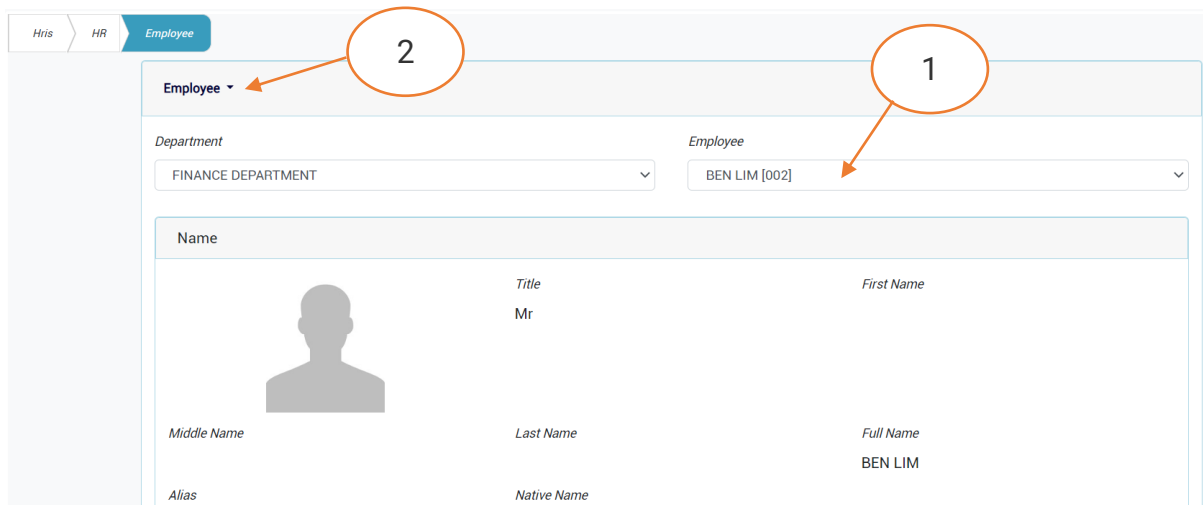 Hris HR Employee
2
1
Employee
Department Employee
FINANCE DEPARTMENT BEN LIM [002]
Name
Title First Name
Mr
Middle Name Last Name Full Name
BEN LIM
Alias Native Name